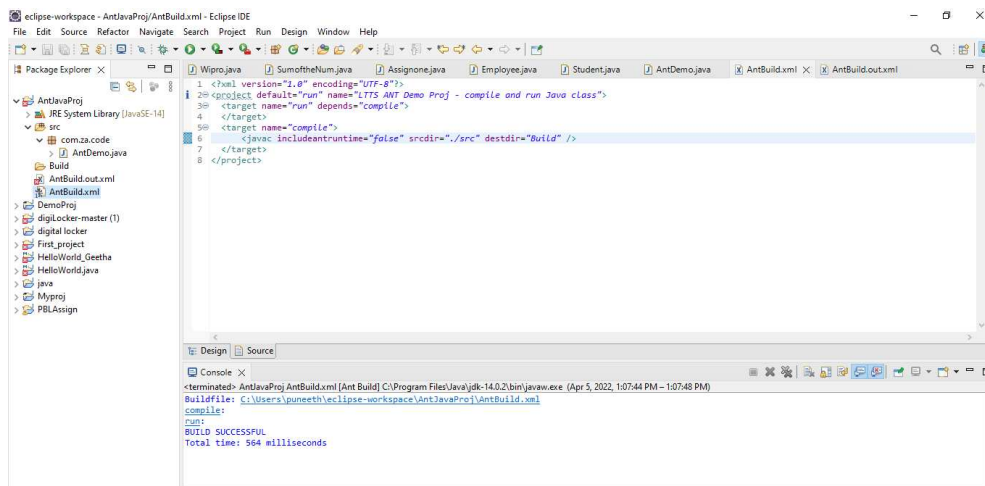 eclipse-workspace - AntJavaProj/AntBuild.xml - Eclipse IDE
File Edit Source Refactor Navigate Search Project Run Design Window Help
Package Explorer
AntJavaProj
JRE System Library [JavaSE-14]
src
com.za.code
AntDemo.java
Build
AntBuild.out.xml
AntBuild.xml
DemoProj
digiLocker-master (1)
digital locker
First_project
HelloWorld_Geetha
HelloWorld.java
java
Myproj
PBLAssign
Wipro.java SumoftheNum.java Assignone.java Employee.java Student.java AntDemo.java AntBuild.xml AntBuild.out.xml
1 <?xml version="1.0" encoding="UTF-8"?>
2 <project default="run" name="LTTS ANT Demo Proj - compile and run Java class">
3 <target name="run" depends="compile">
4 </target>
5 <target name="compile">
6 <javac includeantruntime="false" srcdir="./src" destdir="Build" />
7 </target>
8 </project>
Design Source
Console
<terminated> AntJavaProj AntBuild.xml [Ant Build] C:\Program Files\Java\jdk-14.0.2\bin\javaw.exe (Apr 5, 2022, 1:07:44 PM – 1:07:48 PM)
Buildfile: C:\Users\puneeth\eclipse-workspace\AntJavaProj\AntBuild.xml
compile:
run:
BUILD SUCCESSFUL
Total time: 564 milliseconds